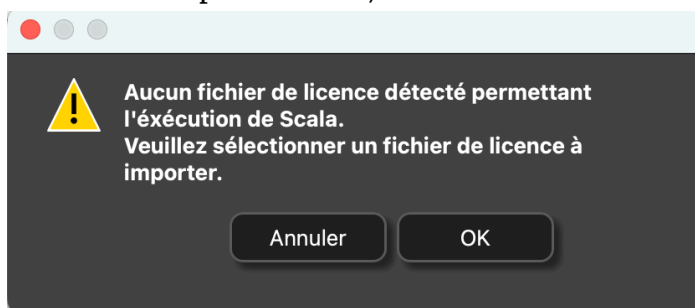 Aucun fichier de licence détecté permettant
l'éxécution de Scala.
Veuillez sélectionner un fichier de licence à
importer.
Annuler
OK